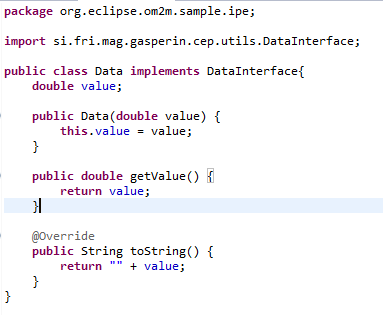 package org.eclipse.om2m.sample.ipe;
import si.fri.mag.gasperin.cep.utils.DataInterface;
public class Data implements DataInterface{
double value;
public Data(double value) {
this.value = value;
}
public double getValue() {
return value;
}
@Override
public String toString() {
return "" + value;
}
}